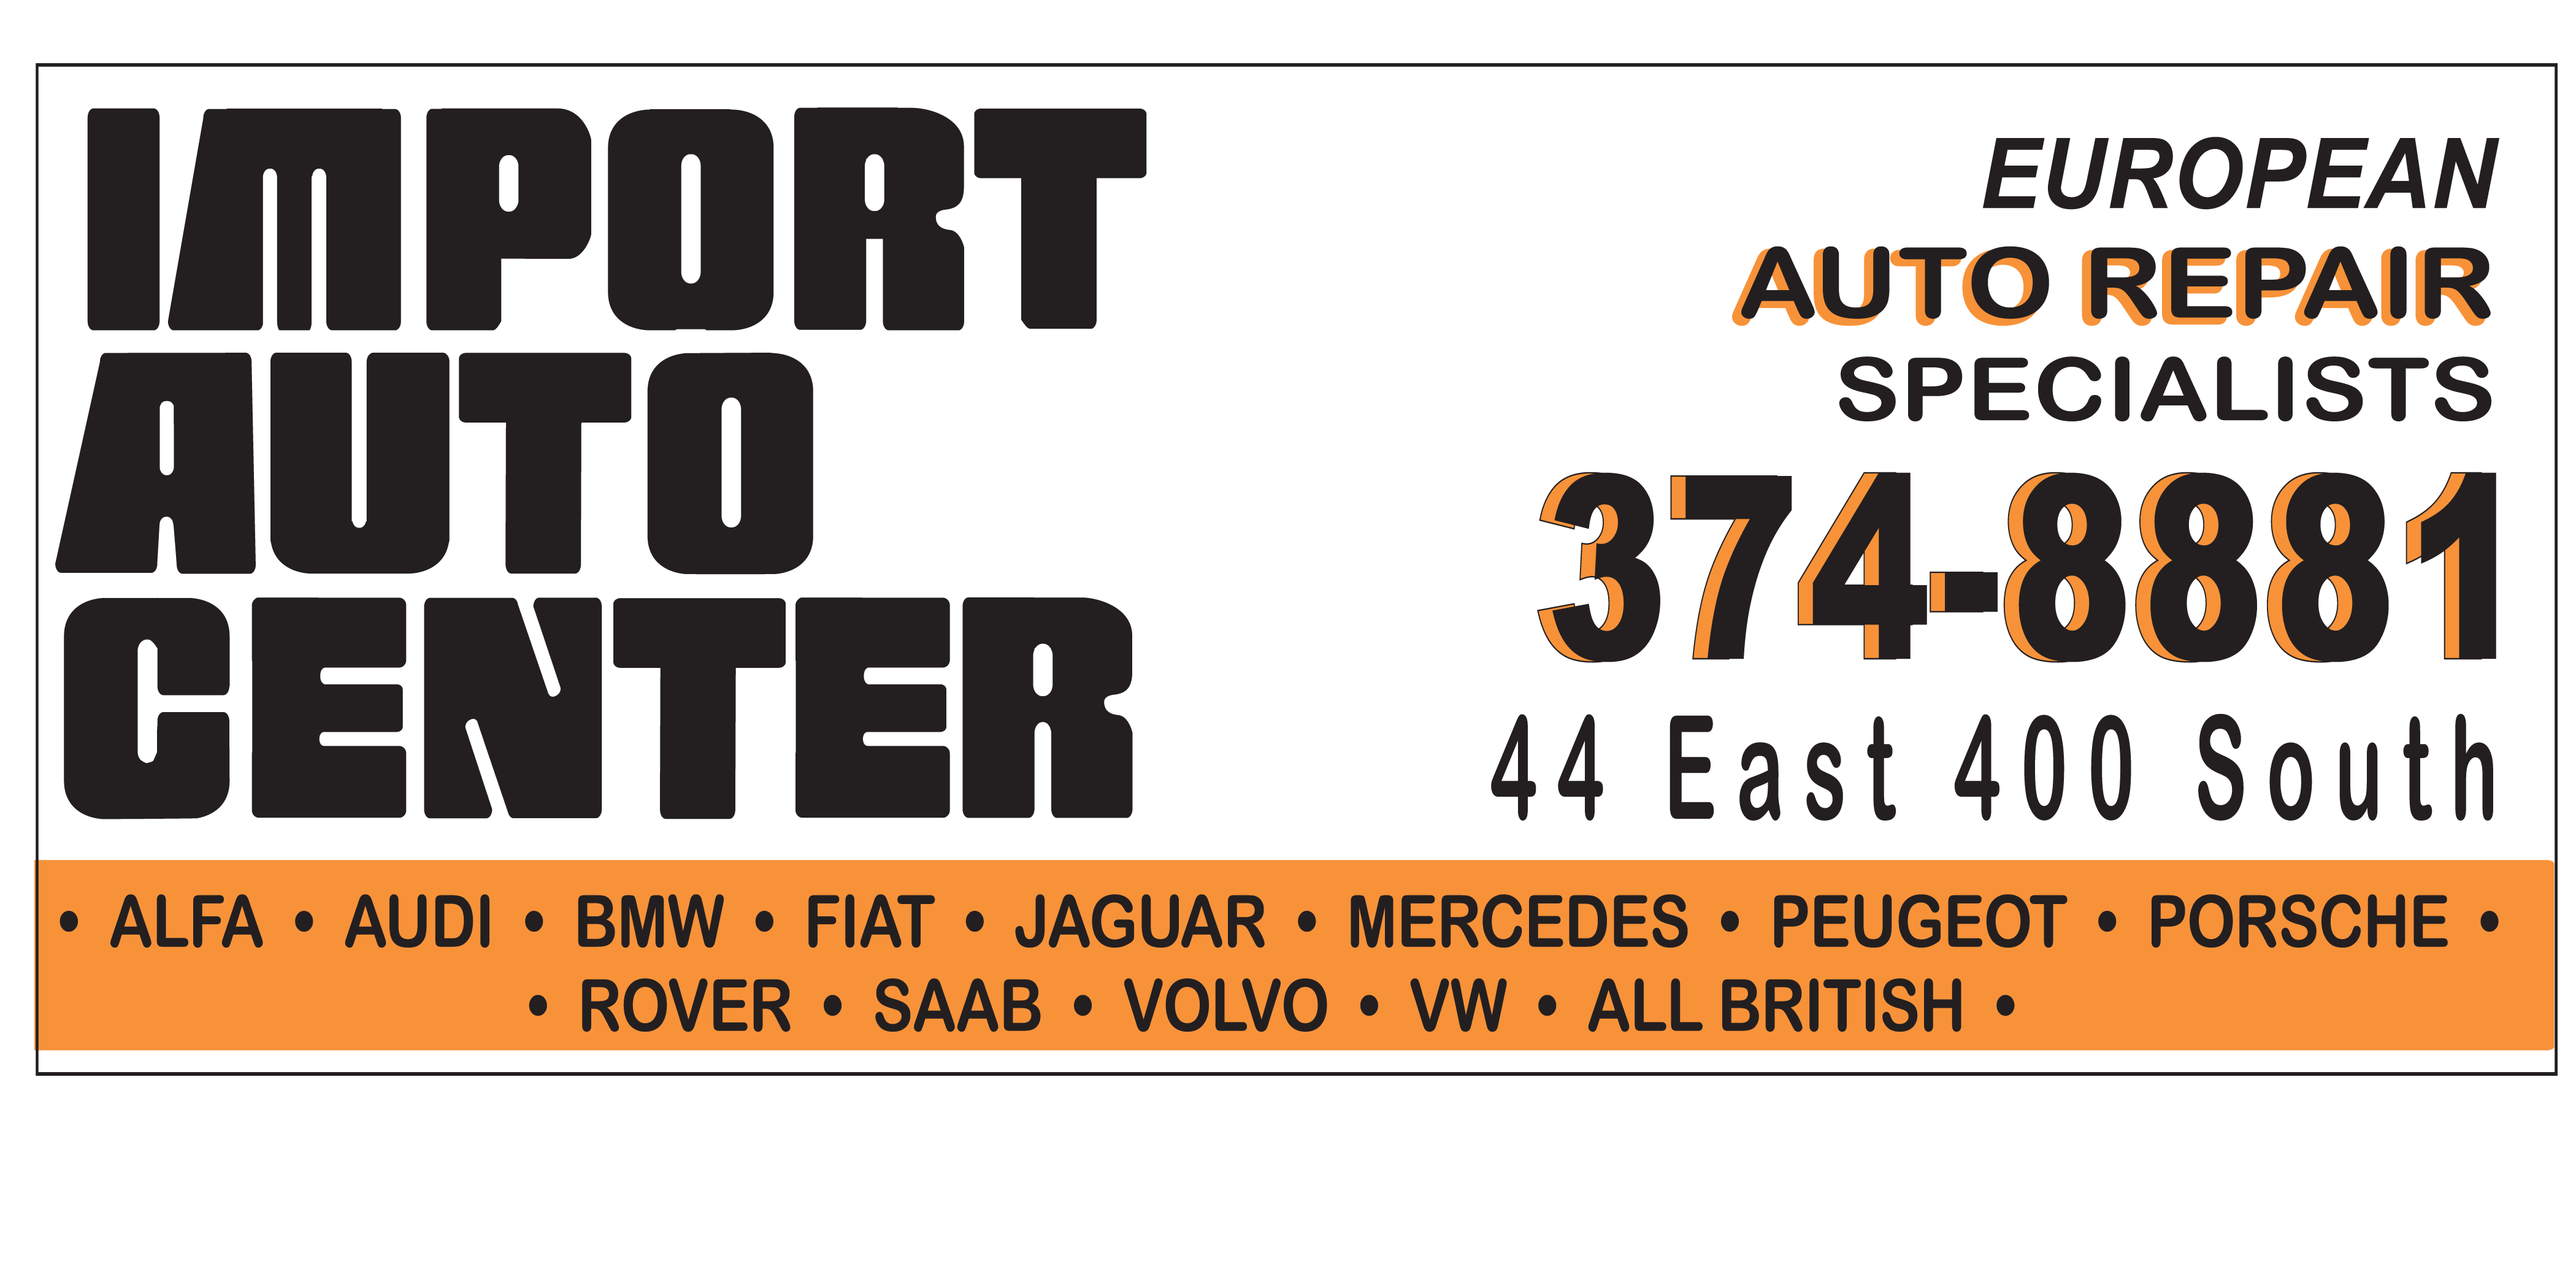 IMPORT
AUTO
CENTER
EUROPEAN
AUTO REPAIR
SPECIALISTS
374-8881
44 East 400 South
• ALFA • AUDI • BMW • FIAT • JAGUAR • MERCEDES • PEUGEOT • PORSCHE •
• ROVER • SAAB • VOLVO • VW • ALL BRITISH •